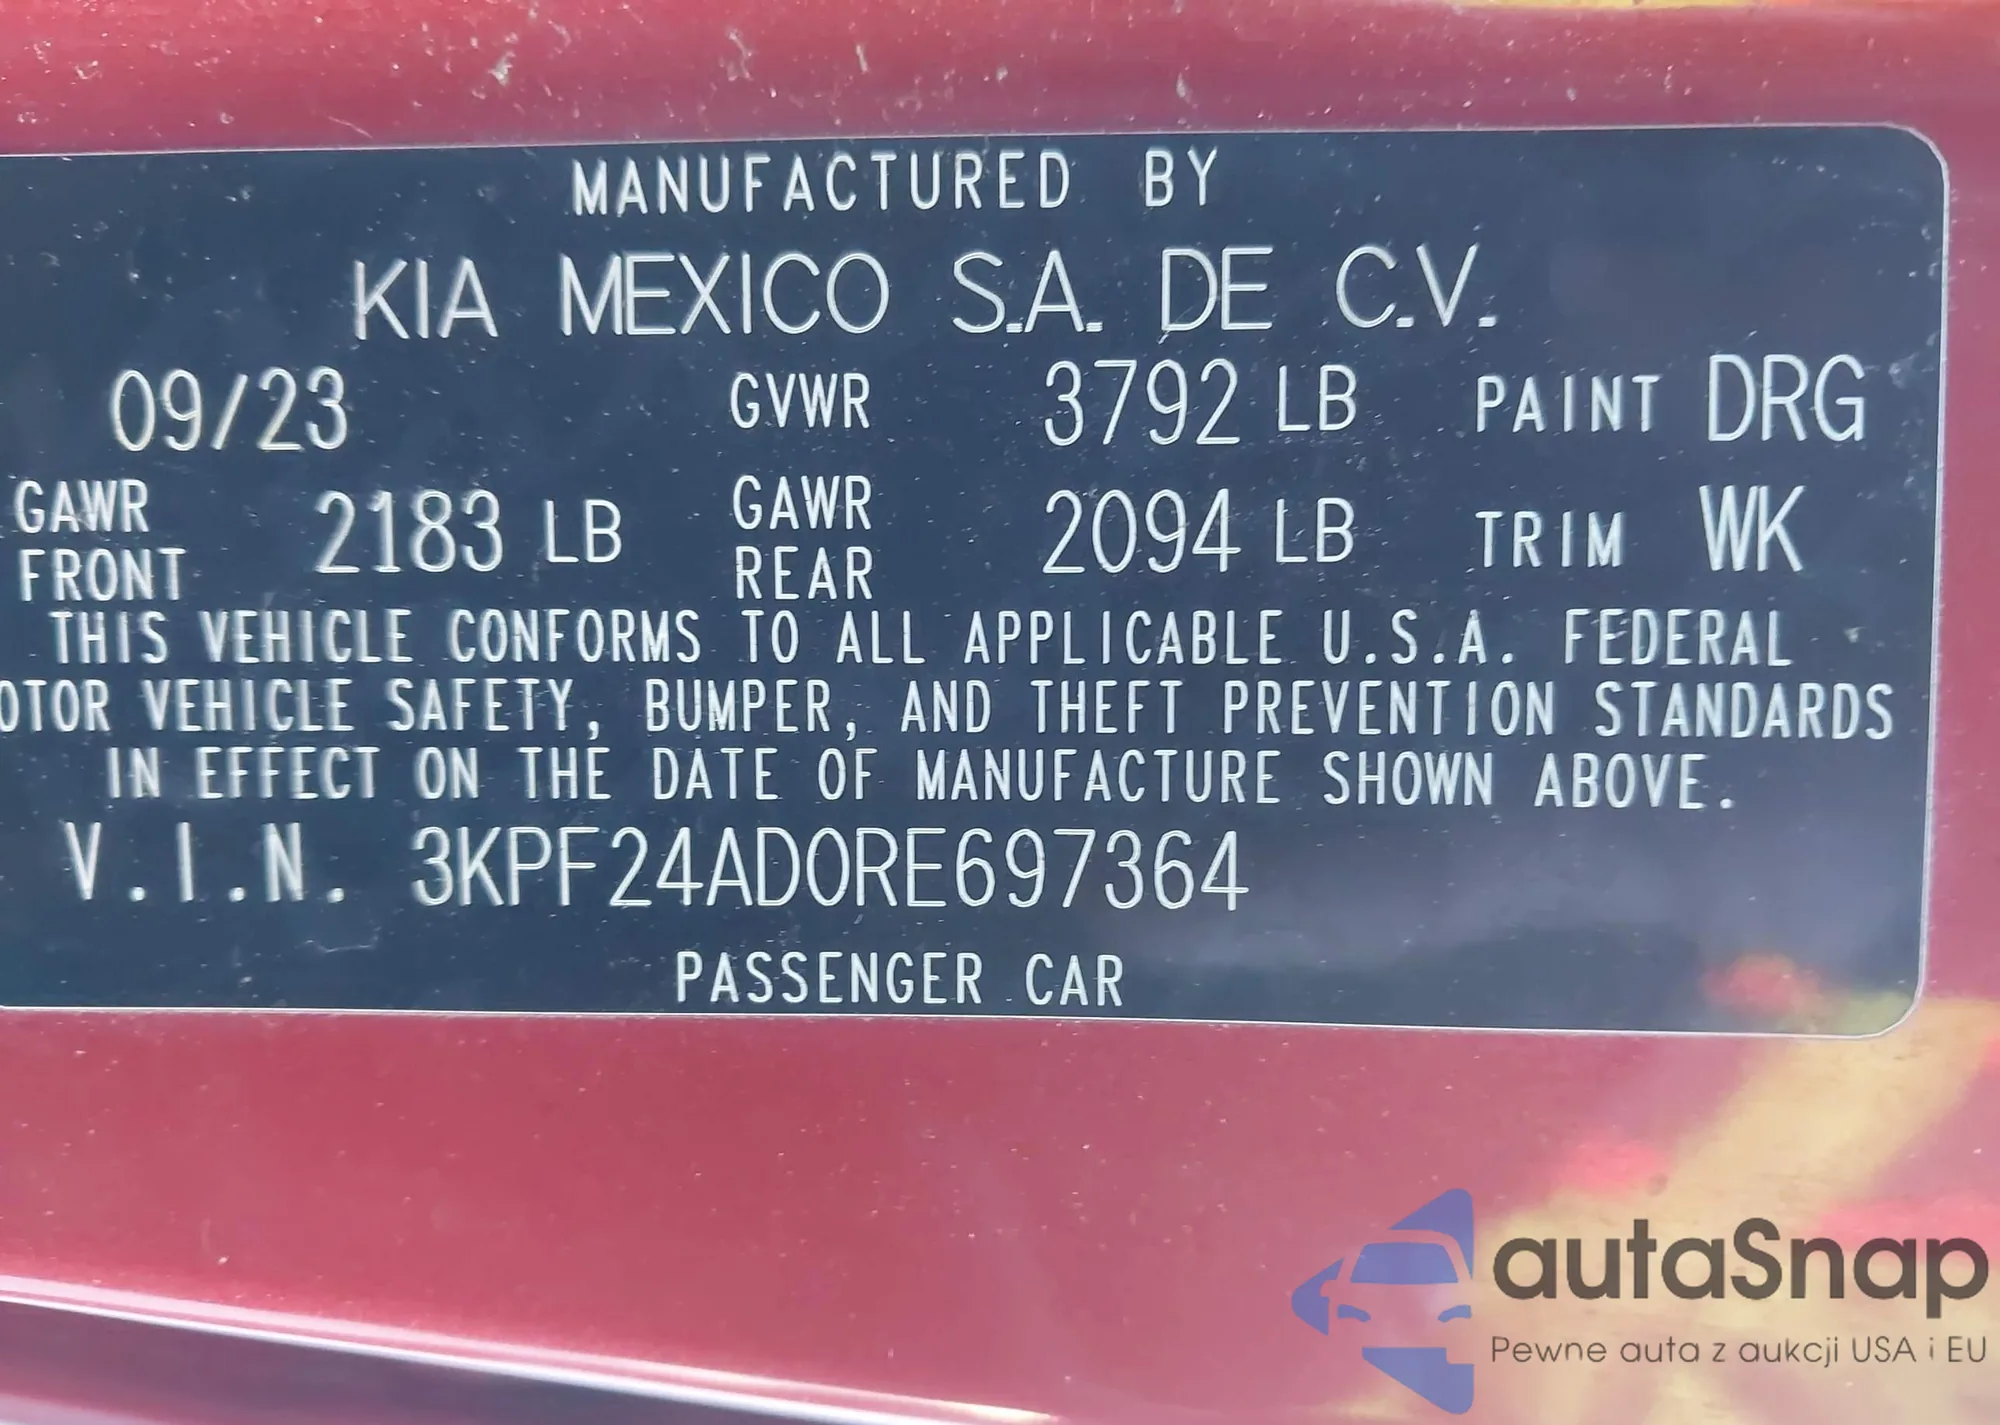 MANUFACTURED BY
KIA MEXICO S.A. DE C.V.
09/23 GVWR 3792 LB PAINT DRG
GAWR FRONT 2183 LB GAWR REAR 2094 LB TRIM WK
THIS VEHICLE CONFORMS TO ALL APPLICABLE U.S.A. FEDERAL
OTOR VEHICLE SAFETY, BUMPER, AND THEFT PREVENTION STANDARDS
IN EFFECT ON THE DATE OF MANUFACTURE SHOWN ABOVE.
V.I.N. 3KPF24AD0RE697364
PASSENGER CAR
autaSnap
Pewne auta z aukcji USA i EU